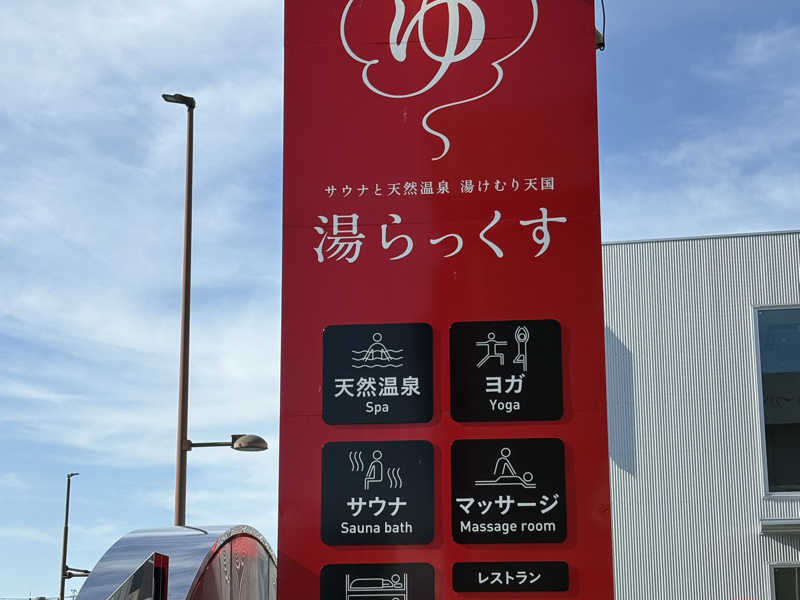 ゆ
サウナと天然温泉 湯けむり天国
湯らっくす
天然温泉
Spa
ヨガ
Yoga
サウナ
Sauna bath
マッサージ
Massage room
レストラン